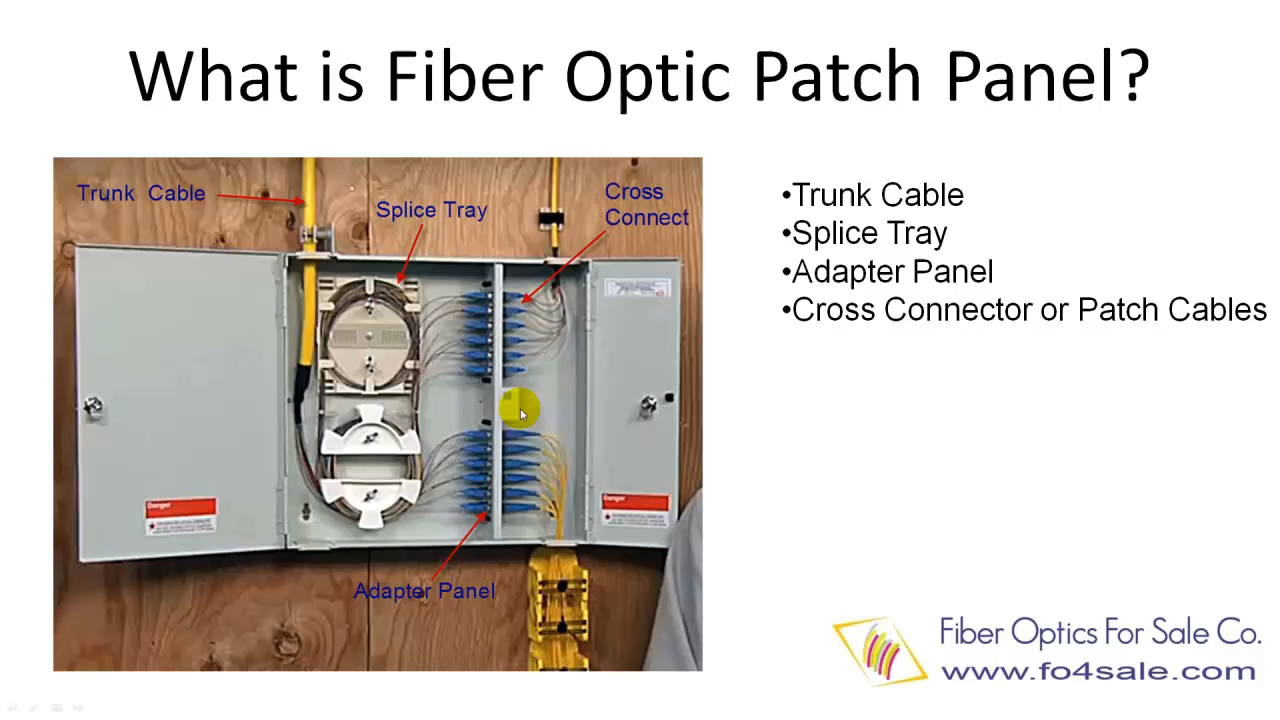 What is Fiber Optic Patch Panel?
Trunk Cable
Splice Tray
Cross
Connect
Danger
Danger
Adapter Panel
•Trunk Cable
•Splice Tray
•Adapter Panel
•Cross Connector or Patch Cables
Fiber Optics For Sale Co.
www.fo4sale.com